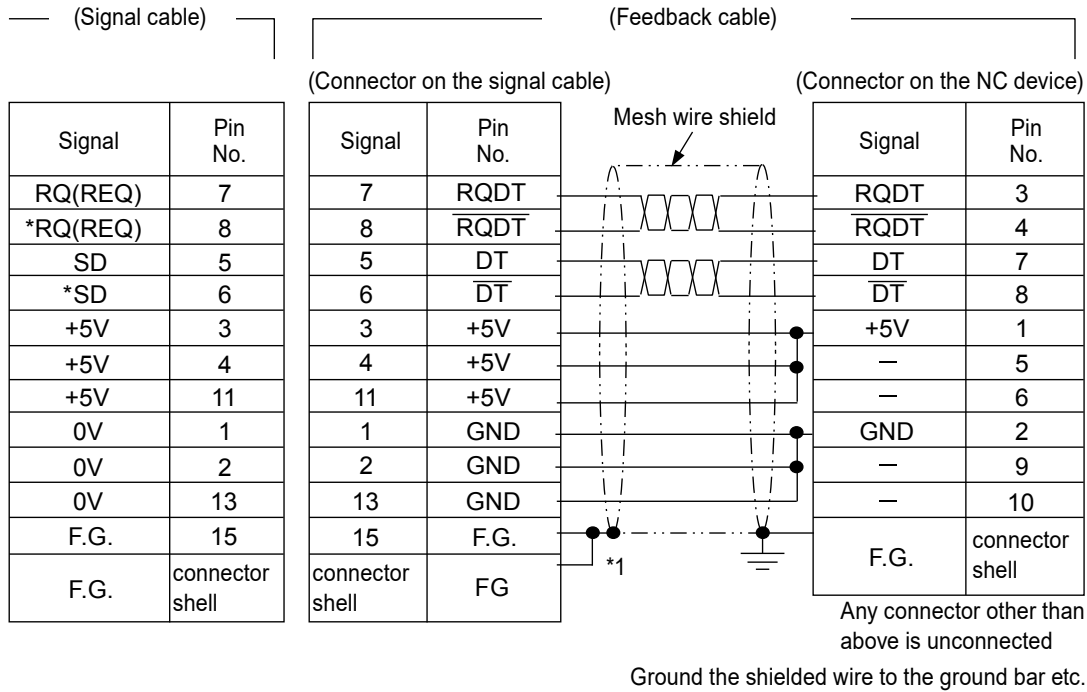 (Signal cable) (Feedback cable)
(Connector on the signal cable) (Connector on the NC device)
Mesh wire shield
Signal Pin No. Signal Pin No. Signal Pin No.
RQ(REQ) 7 7 RQDT RQDT 3
*RQ(REQ) 8 8 R̅Q̅D̅T̅ R̅Q̅D̅T̅ 4
SD 5 5 DT DT 7
*SD 6 6 D̅T̅ D̅T̅ 8
+5V 3 3 +5V +5V 1
+5V 4 4 +5V – 5
+5V 11 11 +5V – 6
0V 1 1 GND GND 2
0V 2 2 GND – 9
0V 13 13 GND – 10
F.G. 15 15 F.G. F.G. connector shell
*1
F.G. connector shell connector shell FG
Any connector other than
above is unconnected
Ground the shielded wire to the ground bar etc.